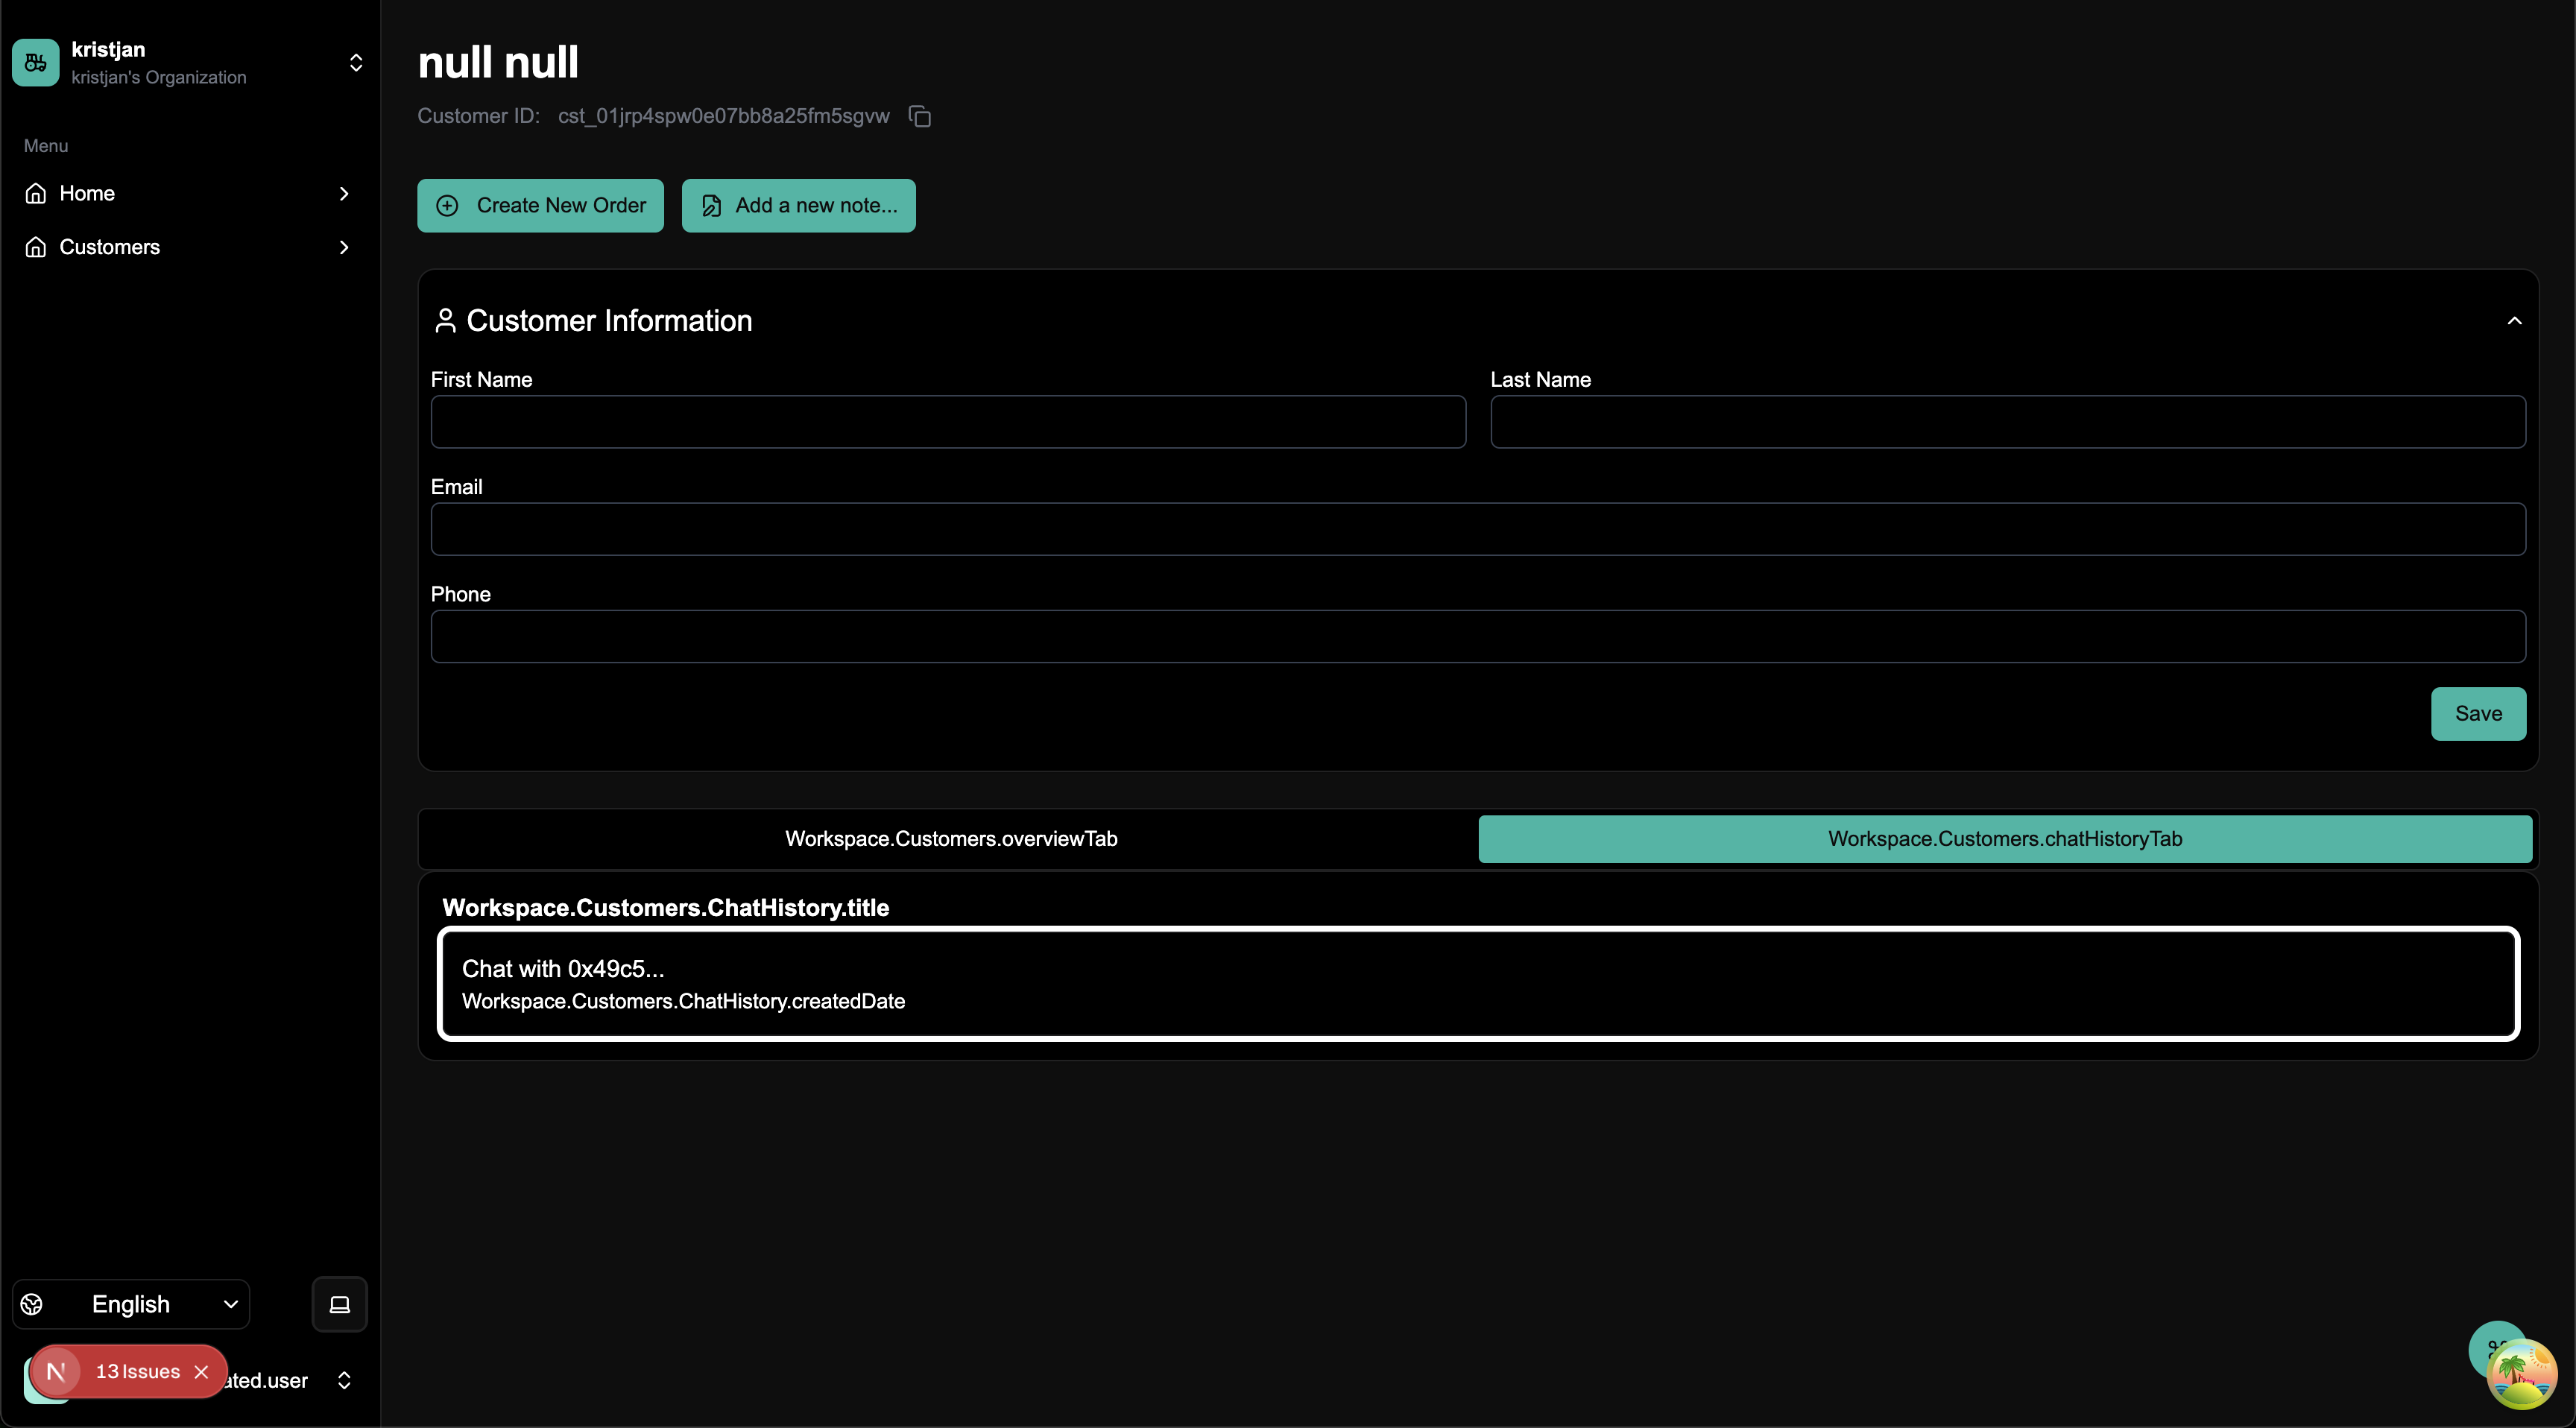 kristjan
kristjan's Organization
Menu
Home
Customers
English
N 13 Issues
ated.user
null null
Customer ID: cst_01jrp4spw0e07bb8a25fm5sgvw
Create New Order
Add a new note...
Customer Information
First Name
Last Name
Email
Phone
Save
Workspace.Customers.overviewTab
Workspace.Customers.chatHistoryTab
Workspace.Customers.ChatHistory.title
Chat with 0x49c5...
Workspace.Customers.ChatHistory.createdDate